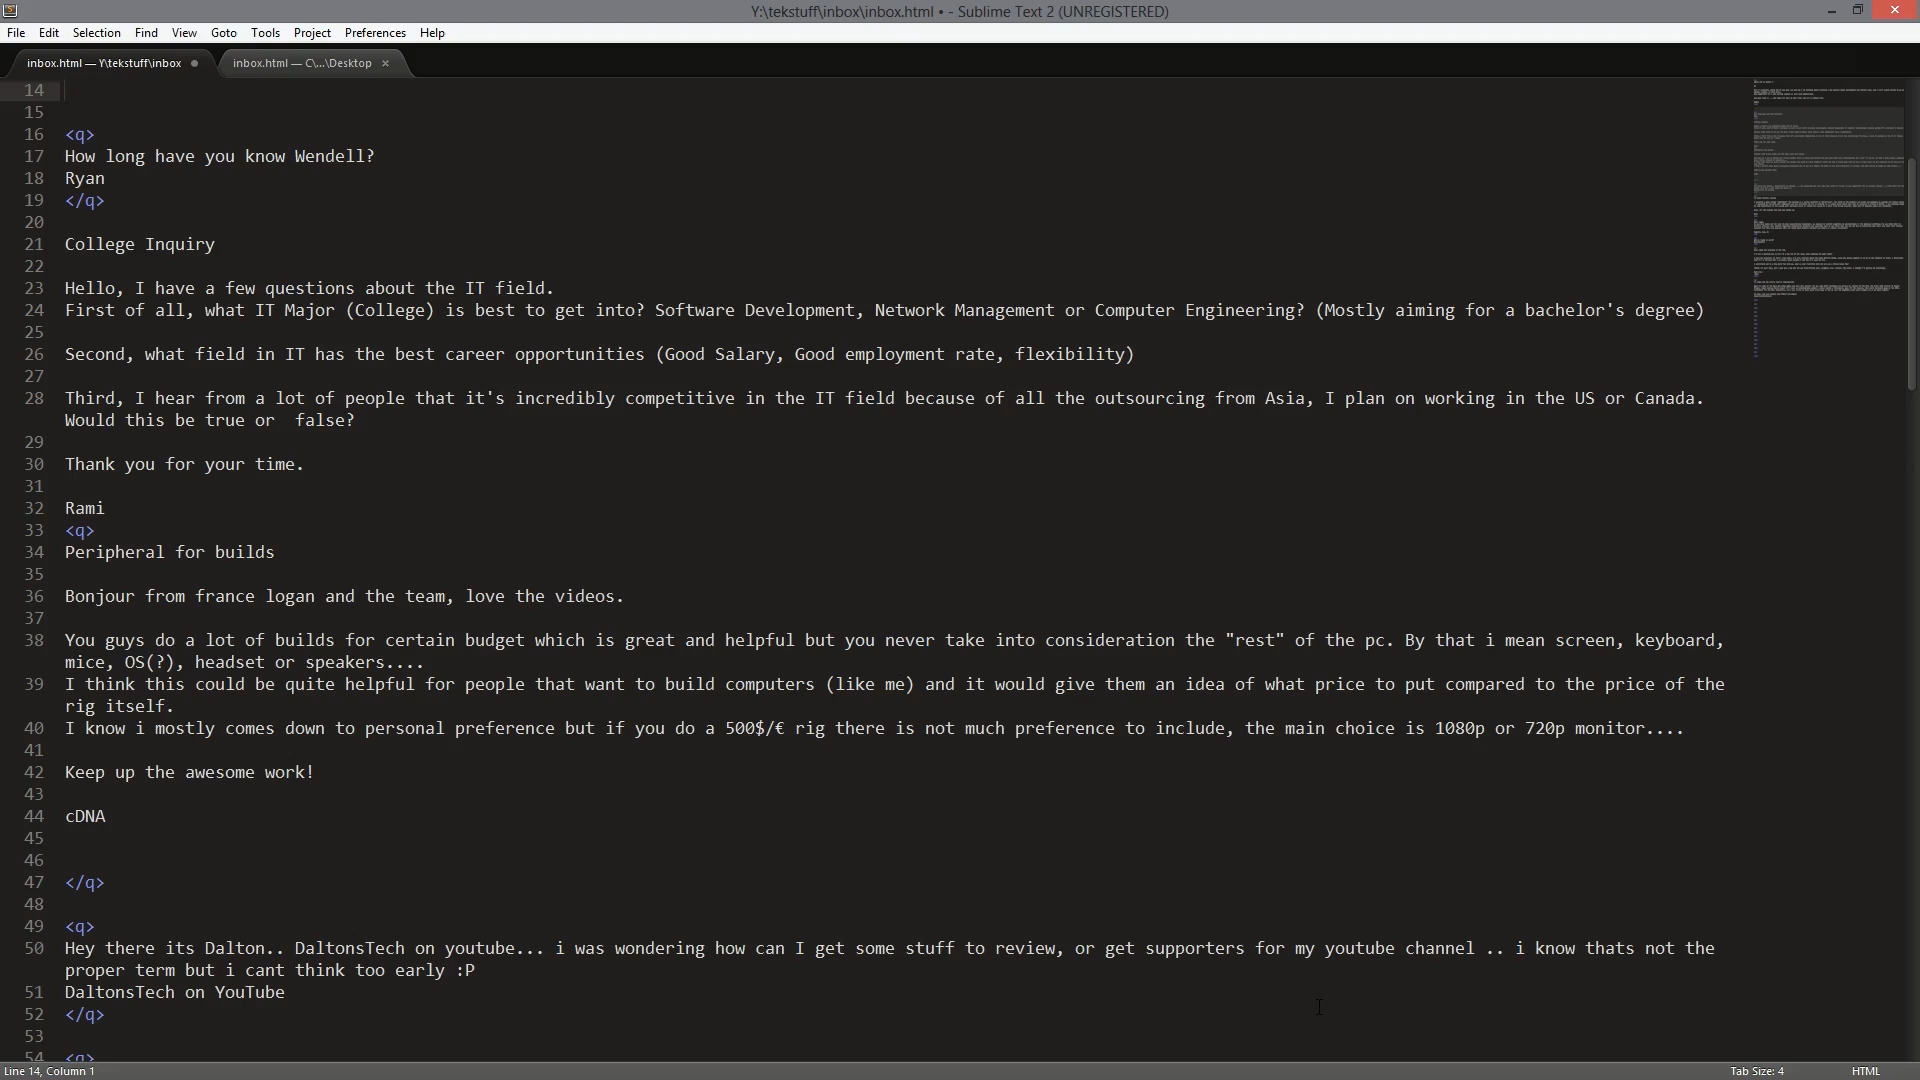 Y:\tekstuff\inbox\inbox.html • - Sublime Text 2 (UNREGISTERED)
File Edit Selection Find View Goto Tools Project Preferences Help
inbox.html — Y\tekstuff\inbox inbox.html — C\...\Desktop ×
14
15
16 <q>
17 How long have you know Wendell?
18 Ryan
19 </q>
20
21 College Inquiry
22
23 Hello, I have a few questions about the IT field.
24 First of all, what IT Major (College) is best to get into? Software Development, Network Management or Computer Engineering? (Mostly aiming for a bachelor's degree)
25
26 Second, what field in IT has the best career opportunities (Good Salary, Good employment rate, flexibility)
27
28 Third, I hear from a lot of people that it's incredibly competitive in the IT field because of all the outsourcing from Asia, I plan on working in the US or Canada.
Would this be true or  false?
29
30 Thank you for your time.
31
32 Rami
33 <q>
34 Peripheral for builds
35
36 Bonjour from france logan and the team, love the videos.
37
38 You guys do a lot of builds for certain budget which is great and helpful but you never take into consideration the "rest" of the pc. By that i mean screen, keyboard,
mice, OS(?), headset or speakers....
39 I think this could be quite helpful for people that want to build computers (like me) and it would give them an idea of what price to put compared to the price of the
rig itself.
40 I know i mostly comes down to personal preference but if you do a 500$/€ rig there is not much preference to include, the main choice is 1080p or 720p monitor....
41
42 Keep up the awesome work!
43
44 cDNA
45
46
47 </q>
48
49 <q>
50 Hey there its Dalton.. DaltonsTech on youtube... i was wondering how can I get some stuff to review, or get supporters for my youtube channel .. i know thats not the
proper term but i cant think too early :P
51 DaltonsTech on YouTube
52 </q>
53
54 <q>
Line 14, Column 1 Tab Size: 4 HTML